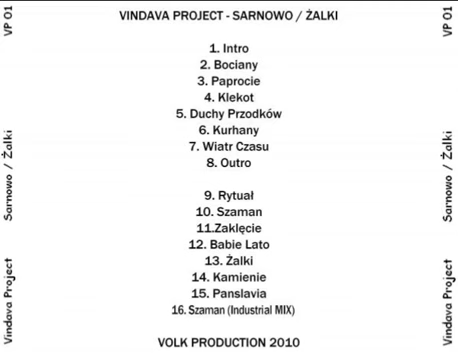 VINDAVA PROJECT - SARNOWO / ŻALKI
1. Intro
2. Bociany
3. Paprocie
4. Klekot
5. Duchy Przodków
6. Kurhany
7. Wiatr Czasu
8. Outro
9. Rytuał
10. Szaman
11.Zaklęcie
12. Babie Lato
13. Żalki
14. Kamienie
15. Panslavia
16. Szaman (Industrial MIX)
VOLK PRODUCTION 2010
Vindava Project Sarnowo / Żalki VP 01
Vindava Project Sarnowo / Żalki VP 01